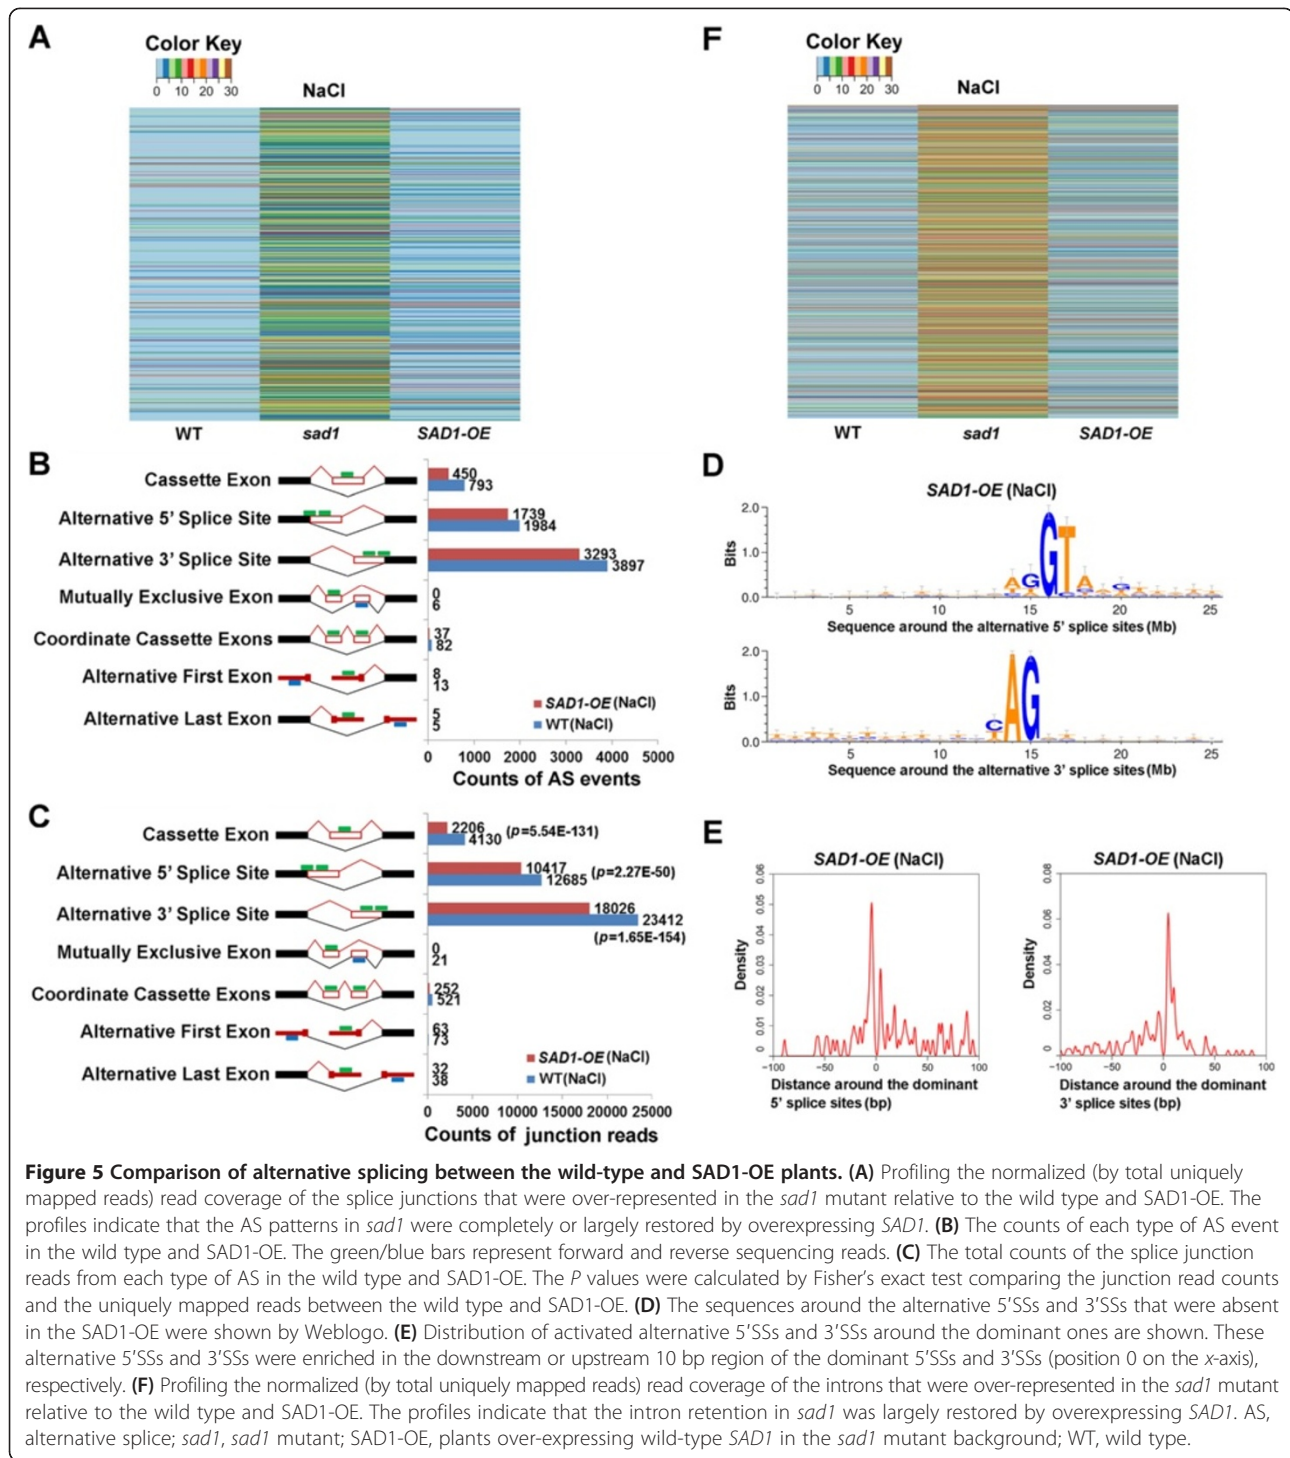 A
Color Key
0 10 20 30
NaCl
WT sad1 SAD1-OE
F
Color Key
0 10 20 30
NaCl
WT sad1 SAD1-OE
B
Cassette Exon 450
793
Alternative 5' Splice Site 1739
1984
Alternative 3' Splice Site 3293
3897
Mutually Exclusive Exon 0
6
Coordinate Cassette Exons 37
82
Alternative First Exon 8
13
Alternative Last Exon 5
5
SAD1-OE (NaCl)
WT(NaCl)
0 1000 2000 3000 4000 5000
Counts of AS events
D
SAD1-OE (NaCl)
2.0
1.0
0.0
Bits
A G G T A G
5 10 15 20 25
Sequence around the alternative 5' splice sites (Mb)
2.0
1.0
0.0
Bits
C A G
5 10 15 20 25
Sequence around the alternative 3' splice sites (Mb)
C
Cassette Exon 2206
4130 (p=5.54E-131)
Alternative 5' Splice Site 10417
12685 (p=2.27E-50)
Alternative 3' Splice Site 18026
23412
(p=1.65E-154)
Mutually Exclusive Exon 0
21
Coordinate Cassette Exons 252
521
Alternative First Exon 63
73
Alternative Last Exon 32
38
SAD1-OE (NaCl)
WT(NaCl)
0 5000 10000 15000 20000 25000
Counts of junction reads
E
SAD1-OE (NaCl)
0.06
0.05
0.04
0.03
0.02
0.01
0
Density
−100 −50 0 50 100
Distance around the dominant
5' splice sites (bp)
SAD1-OE (NaCl)
0.08
0.06
0.04
0.02
0
Density
−100 −50 0 50 100
Distance around the dominant
3' splice sites (bp)
Figure 5 Comparison of alternative splicing between the wild-type and SAD1-OE plants. (A) Profiling the normalized (by total uniquely
mapped reads) read coverage of the splice junctions that were over-represented in the sad1 mutant relative to the wild type and SAD1-OE. The
profiles indicate that the AS patterns in sad1 were completely or largely restored by overexpressing SAD1. (B) The counts of each type of AS event
in the wild type and SAD1-OE. The green/blue bars represent forward and reverse sequencing reads. (C) The total counts of the splice junction
reads from each type of AS in the wild type and SAD1-OE. The P values were calculated by Fisher's exact test comparing the junction read counts
and the uniquely mapped reads between the wild type and SAD1-OE. (D) The sequences around the alternative 5'SSs and 3'SSs that were absent
in the SAD1-OE were shown by Weblogo. (E) Distribution of activated alternative 5'SSs and 3'SSs around the dominant ones are shown. These
alternative 5'SSs and 3'SSs were enriched in the downstream or upstream 10 bp region of the dominant 5'SSs and 3'SSs (position 0 on the x-axis),
respectively. (F) Profiling the normalized (by total uniquely mapped reads) read coverage of the introns that were over-represented in the sad1 mutant
relative to the wild type and SAD1-OE. The profiles indicate that the intron retention in sad1 was largely restored by overexpressing SAD1. AS,
alternative splice; sad1, sad1 mutant; SAD1-OE, plants over-expressing wild-type SAD1 in the sad1 mutant background; WT, wild type.